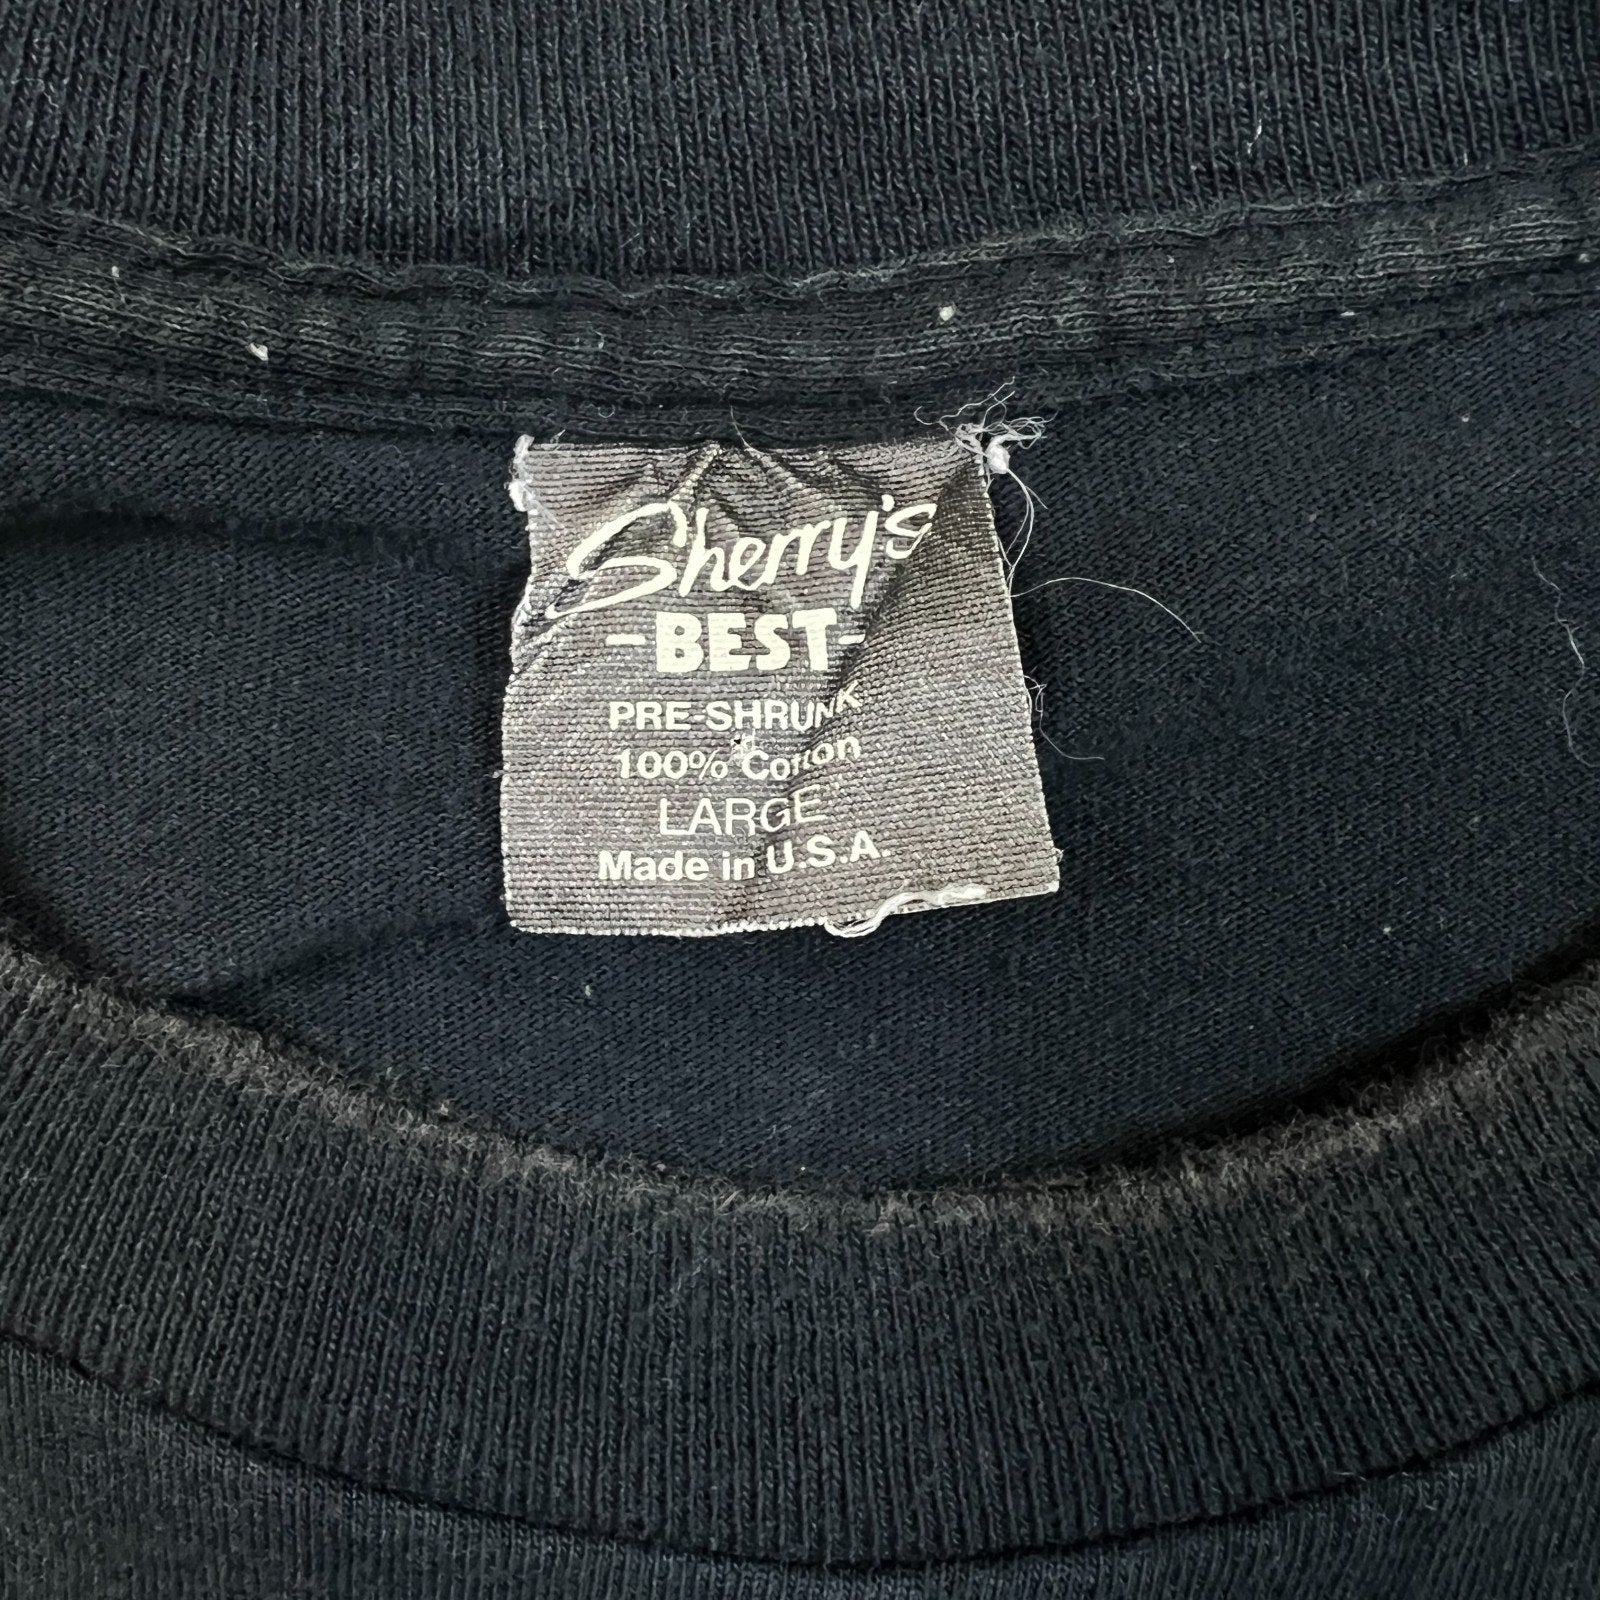 Sherry's
-BEST-
PRE-SHRUNK
100% Cotton
LARGE
Made in U.S.A.